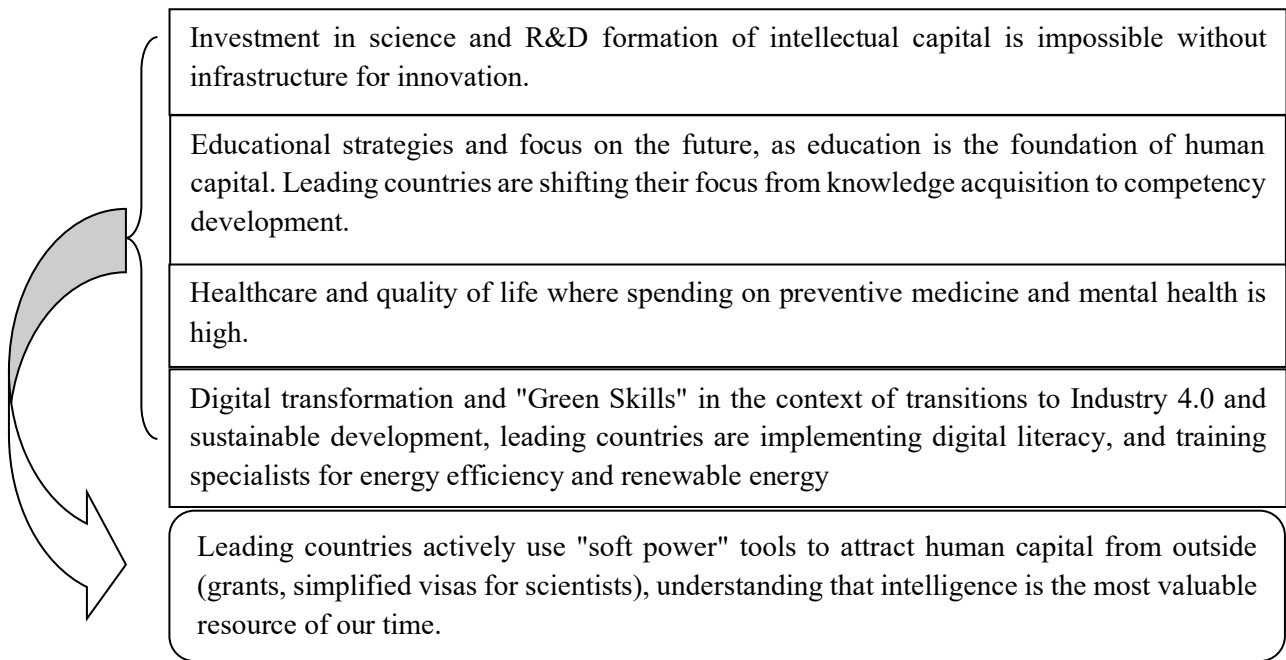 Investment in science and R&D formation of intellectual capital is impossible without
infrastructure for innovation.
Educational strategies and focus on the future, as education is the foundation of human
capital. Leading countries are shifting their focus from knowledge acquisition to competency
development.
Healthcare and quality of life where spending on preventive medicine and mental health is
high.
Digital transformation and "Green Skills" in the context of transitions to Industry 4.0 and
sustainable development, leading countries are implementing digital literacy, and training
specialists for energy efficiency and renewable energy
Leading countries actively use "soft power" tools to attract human capital from outside
(grants, simplified visas for scientists), understanding that intelligence is the most valuable
resource of our time.